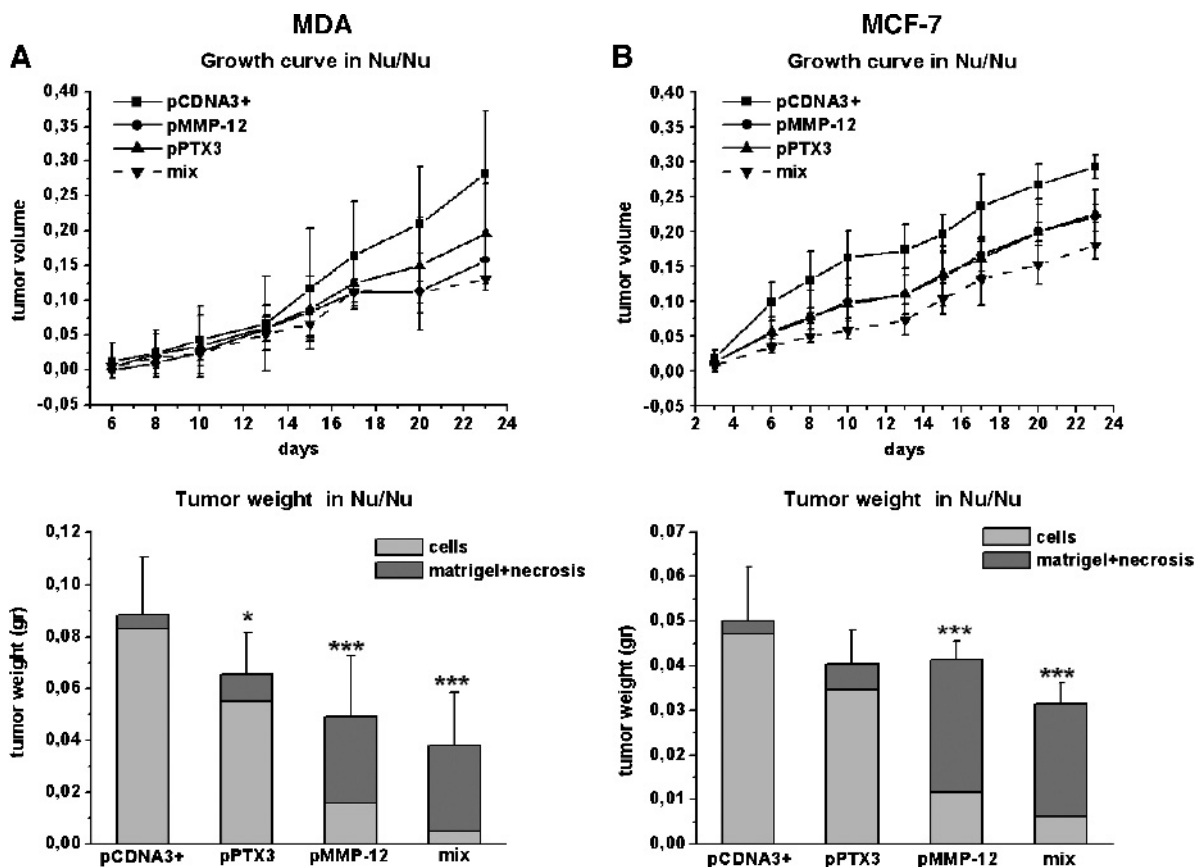 MDA
A
Growth curve in Nu/Nu
0,40
0,35
0,30
0,25
0,20
0,15
0,10
0,05
0,00
-0,05
tumor volume
pCDNA3+
pMMP-12
pPTX3
mix
6 8 10 12 14 16 18 20 22 24
days
Tumor weight in Nu/Nu
0,12
0,10
0,08
0,06
0,04
0,02
0,00
tumor weight (gr)
cells
matrigel+necrosis
*
***
***
pCDNA3+ pPTX3 pMMP-12 mix
MCF-7
B
Growth curve in Nu/Nu
0,40
0,35
0,30
0,25
0,20
0,15
0,10
0,05
0,00
-0,05
tumor volume
pCDNA3+
pMMP-12
pPTX3
mix
2 4 6 8 10 12 14 16 18 20 22 24
days
Tumor weight in Nu/Nu
0,07
0,06
0,05
0,04
0,03
0,02
0,01
0,00
tumor weight (gr)
cells
matrigel+necrosis
***
***
pCDNA3+ pPTX3 pMMP-12 mix